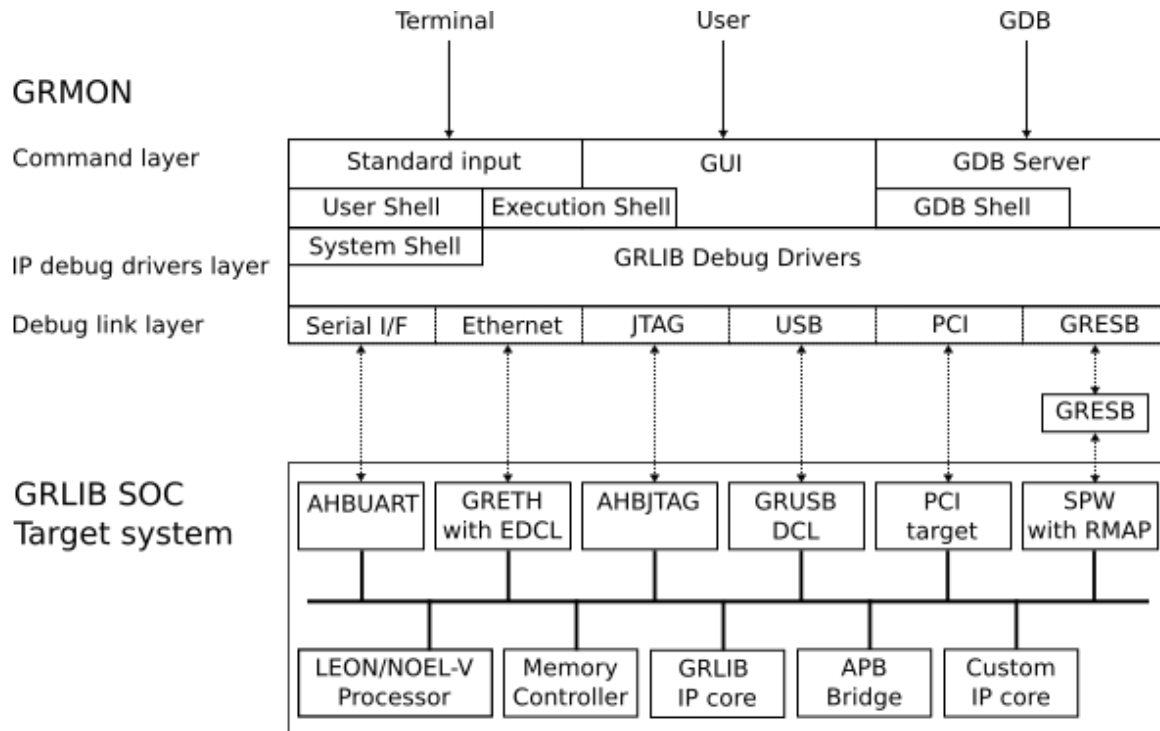 Terminal
User
GDB
GRMON
Command layer
Standard input
GUI
GDB Server
User Shell
Execution Shell
GDB Shell
System Shell
IP debug drivers layer
GRLIB Debug Drivers
Debug link layer
Serial I/F
Ethernet
JTAG
USB
PCI
GRESB
GRESB
GRLIB SOC
Target system
AHBUART
GRETH
with EDCL
AHBJTAG
GRUSB
DCL
PCI
target
SPW
with RMAP
LEON/NOEL-V
Processor
Memory
Controller
GRLIB
IP core
APB
Bridge
Custom
IP core